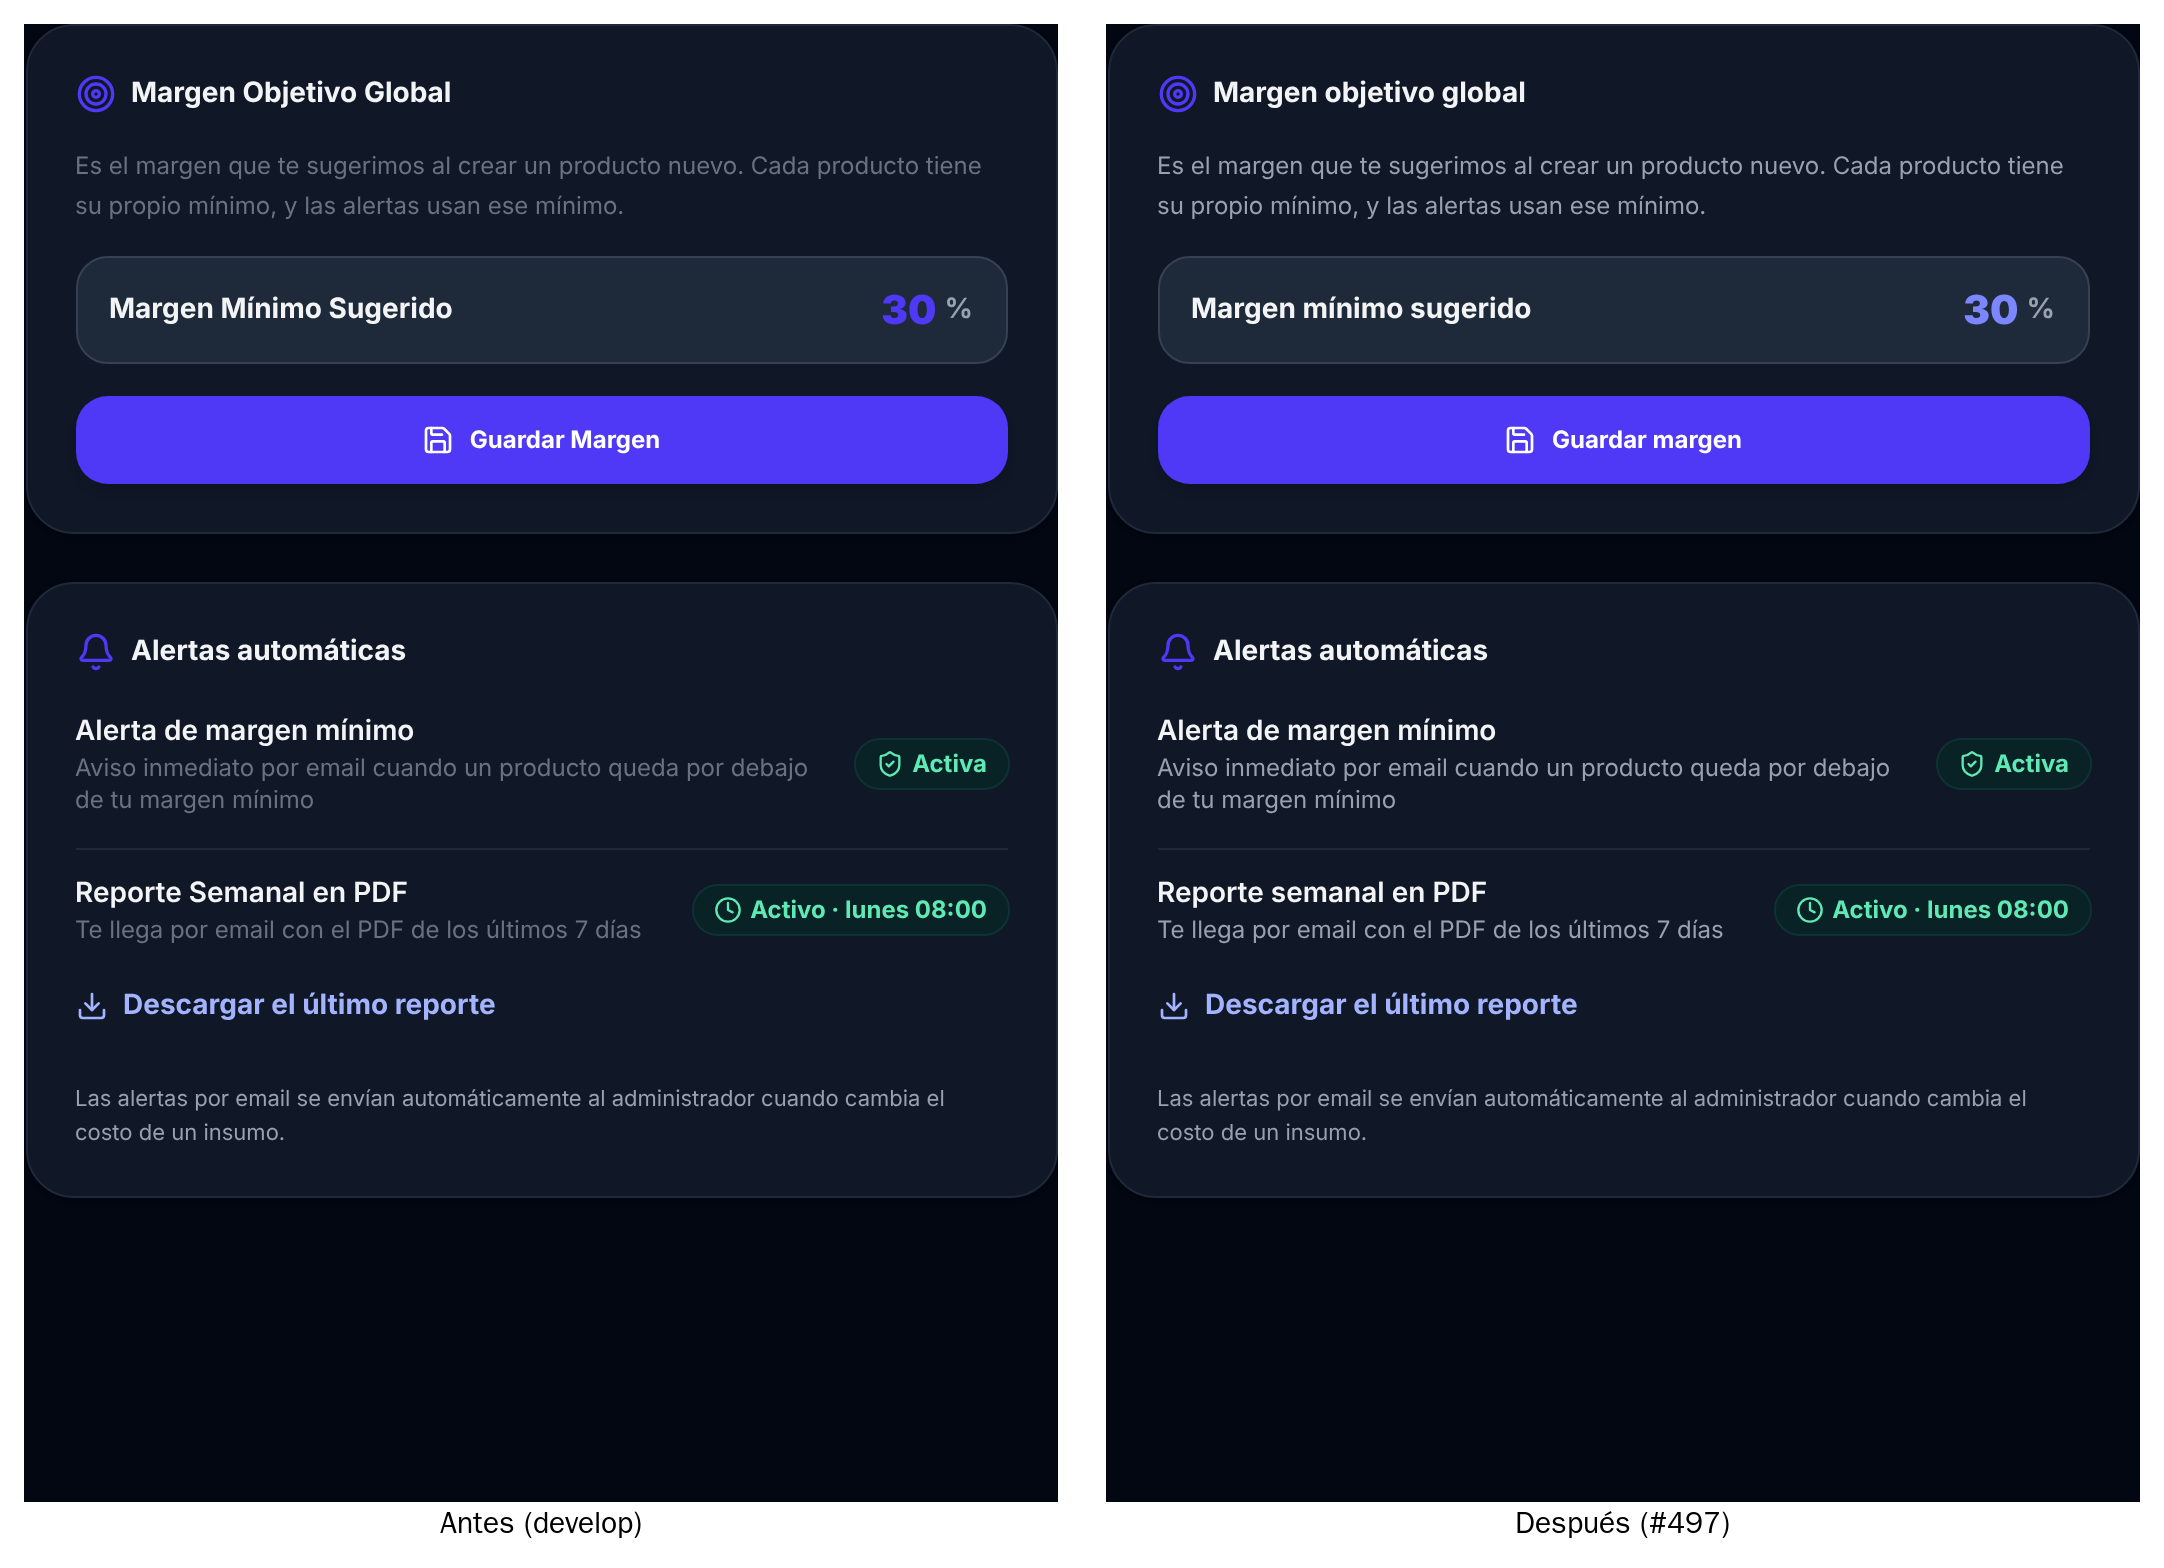 Margen Objetivo Global
Es el margen que te sugerimos al crear un producto nuevo. Cada producto tiene
su propio mínimo, y las alertas usan ese mínimo.
Margen Mínimo Sugerido
30 %
Guardar Margen
Alertas automáticas
Alerta de margen mínimo
Aviso inmediato por email cuando un producto queda por debajo
de tu margen mínimo
Activa
Reporte Semanal en PDF
Te llega por email con el PDF de los últimos 7 días
Activo · lunes 08:00
Descargar el último reporte
Las alertas por email se envían automáticamente al administrador cuando cambia el
costo de un insumo.
Antes (develop)
Margen objetivo global
Es el margen que te sugerimos al crear un producto nuevo. Cada producto tiene
su propio mínimo, y las alertas usan ese mínimo.
Margen mínimo sugerido
30 %
Guardar margen
Alertas automáticas
Alerta de margen mínimo
Aviso inmediato por email cuando un producto queda por debajo
de tu margen mínimo
Activa
Reporte semanal en PDF
Te llega por email con el PDF de los últimos 7 días
Activo · lunes 08:00
Descargar el último reporte
Las alertas por email se envían automáticamente al administrador cuando cambia el
costo de un insumo.
Después (#497)